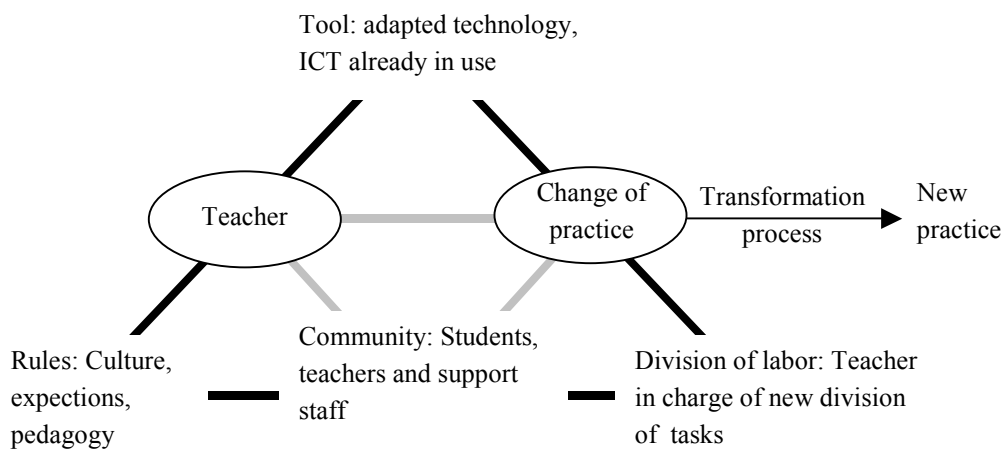 Tool: adapted technology,
ICT already in use
Teacher
Change of
practice
Transformation
process
New
practice
Rules: Culture,
expections,
pedagogy
Community: Students,
teachers and support
staff
Division of labor: Teacher
in charge of new division
of tasks